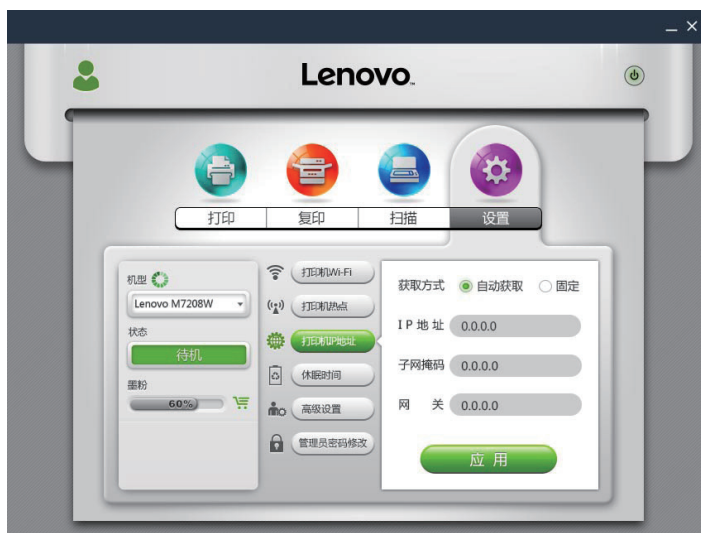 Lenovo
打印 复印 扫描 设置
机型
Lenovo M7208W
状态
待机
墨粉
60%
打印机Wi-Fi
打印机热点
打印机IP地址
休眠时间
高级设置
管理员密码修改
获取方式 自动获取 固定
IP地址 0.0.0.0
子网掩码 0.0.0.0
网关 0.0.0.0
应用